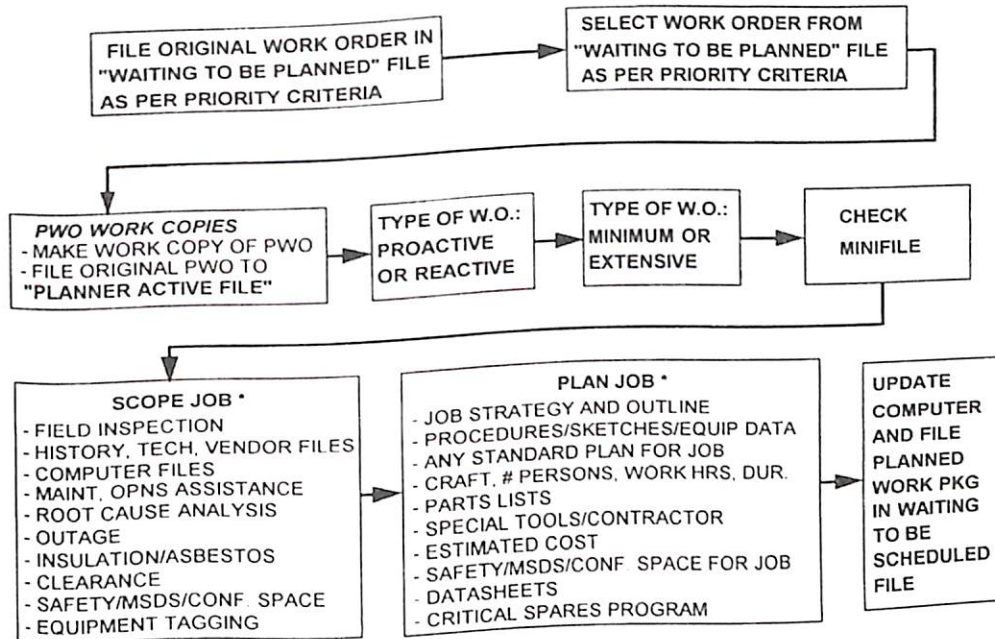 FILE ORIGINAL WORK ORDER IN
"WAITING TO BE PLANNED" FILE
AS PER PRIORITY CRITERIA
SELECT WORK ORDER FROM
"WAITING TO BE PLANNED" FILE
AS PER PRIORITY CRITERIA
PWO WORK COPIES
- MAKE WORK COPY OF PWO
- FILE ORIGINAL PWO TO
"PLANNER ACTIVE FILE"
TYPE OF W.O.:
PROACTIVE
OR REACTIVE
TYPE OF W.O.:
MINIMUM OR
EXTENSIVE
CHECK
MINIFILE
SCOPE JOB *
- FIELD INSPECTION
- HISTORY, TECH, VENDOR FILES
- COMPUTER FILES
- MAINT, OPNS ASSISTANCE
- ROOT CAUSE ANALYSIS
- OUTAGE
- INSULATION/ASBESTOS
- CLEARANCE
- SAFETY/MSDS/CONF. SPACE
- EQUIPMENT TAGGING
PLAN JOB *
- JOB STRATEGY AND OUTLINE
- PROCEDURES/SKETCHES/EQUIP DATA
- ANY STANDARD PLAN FOR JOB
- CRAFT, # PERSONS, WORK HRS, DUR.
- PARTS LISTS
- SPECIAL TOOLS/CONTRACTOR
- ESTIMATED COST
- SAFETY/MSDS/CONF. SPACE FOR JOB
- DATASHEETS
- CRITICAL SPARES PROGRAM
UPDATE
COMPUTER
AND FILE
PLANNED
WORK PKG
IN WAITING
TO BE
SCHEDULED
FILE